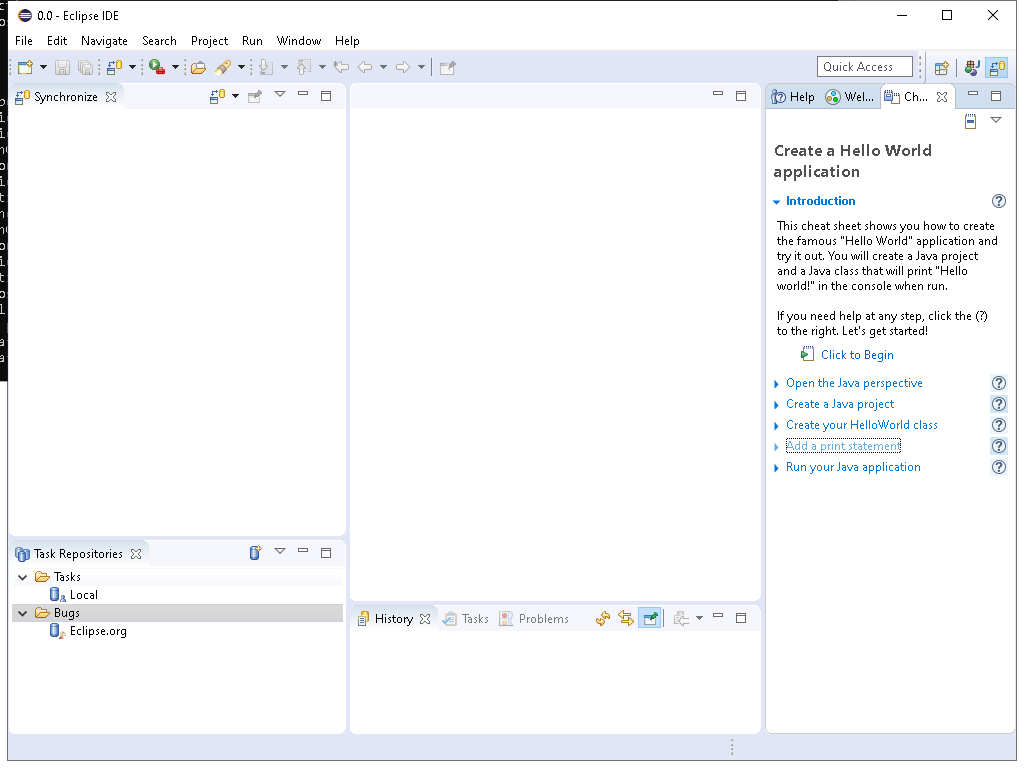 0.0 - Eclipse IDE
File Edit Navigate Search Project Run Window Help
Quick Access
Synchronize
Help Wel... Ch...
Create a Hello World
application
Introduction
This cheat sheet shows you how to create
the famous "Hello World" application and
try it out. You will create a Java project
and a Java class that will print "Hello
world!" in the console when run.
If you need help at any step, click the (?)
to the right. Let's get started!
Click to Begin
Open the Java perspective
Create a Java project
Create your HelloWorld class
Add a print statement
Run your Java application
Task Repositories
Tasks
Local
Bugs
Eclipse.org
History Tasks Problems